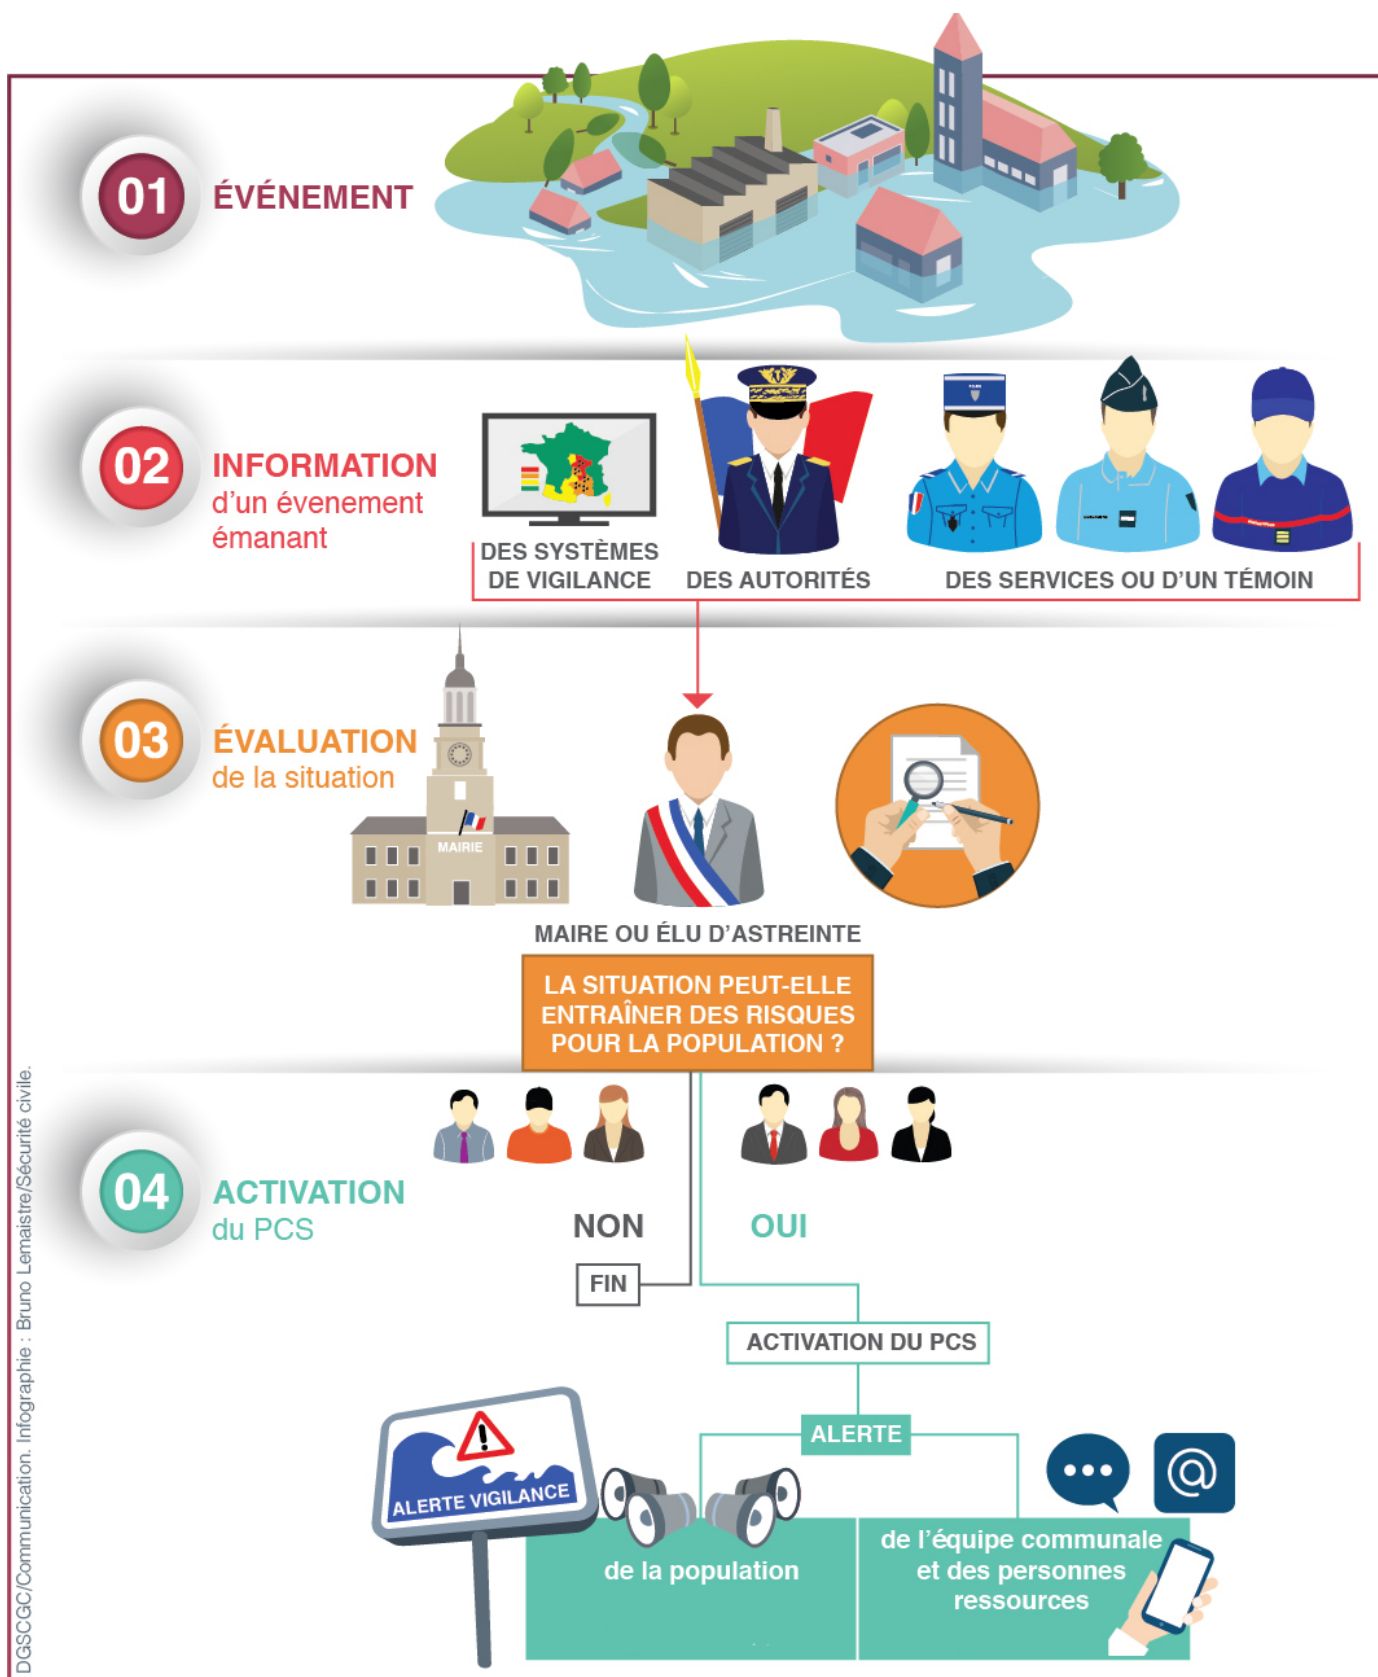 01
ÉVÉNEMENT
02
INFORMATION
d'un évenement
émanant
DES SYSTÈMES
DE VIGILANCE
DES AUTORITÉS
DES SERVICES OU D'UN TÉMOIN
03
ÉVALUATION
de la situation
MAIRIE
MAIRE OU ÉLU D'ASTREINTE
LA SITUATION PEUT-ELLE
ENTRAÎNER DES RISQUES
POUR LA POPULATION ?
04
ACTIVATION
du PCS
NON
OUI
FIN
ACTIVATION DU PCS
ALERTE
ALERTE VIGILANCE
de la population
de l'équipe communale
et des personnes
ressources
DGSCGC/Communication. Infographie : Bruno Lemaistre/Sécurité civile.